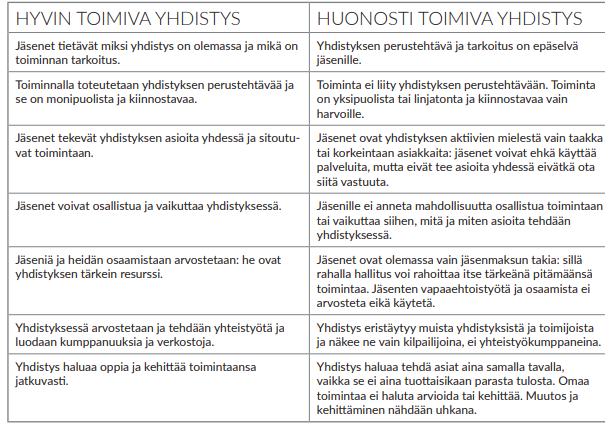 HYVIN TOIMIVA YHDISTYS
HUONOSTI TOIMIVA YHDISTYS
Jäsenet tietävät miksi yhdistys on olemassa ja mikä on
toiminnan tarkoitus.
Yhdistyksen perustehtävä ja tarkoitus on epäselvä
jäsenille.
Toiminnalla toteutetaan yhdistyksen perustehtävää ja
se on monipuolista ja kiinnostavaa.
Toiminta ei liity yhdistyksen perustehtävään. Toiminta
on yksipuolista tai linjatonta ja kiinnostavaa vain
harvoille.
Jäsenet tekevät yhdistyksen asioita yhdessä ja sitoutu-
vat toimintaan.
Jäsenet ovat yhdistyksen aktiivien mielestä vain taakka
tai korkeintaan asiakkaita: jäsenet voivat ehkä käyttää
palveluita, mutta eivät tee asioita yhdessä eivätkä ota
siitä vastuuta.
Jäsenet voivat osallistua ja vaikuttaa yhdistyksessä.
Jäsenille ei anneta mahdollisuutta osallistua toimintaan
tai vaikuttaa siihen, mitä ja miten asioita tehdään
yhdistyksessä.
Jäseniä ja heidän osaamistaan arvostetaan: he ovat
yhdistyksen tärkein resurssi.
Jäsenet ovat olemassa vain jäsenmaksun takia: sillä
rahalla hallitus voi rahoittaa itse tärkeänä pitämäänsä
toimintaa. Jäsenten vapaaehtoistyötä ja osaamista ei
arvosteta eikä käytetä.
Yhdistyksessä arvostetaan ja tehdään yhteistyötä ja
luodaan kumppanuuksia ja verkostoja.
Yhdistys eristäytyy muista yhdistyksistä ja toimijoista
ja näkee ne vain kilpailijoina, ei yhteistyökumppaneina.
Yhdistys haluaa oppia ja kehittää toimintaansa
jatkuvasti.
Yhdistys haluaa tehdä asiat aina samalla tavalla,
vaikka se ei aina tuottaisikaan parasta tulosta. Omaa
toimintaa ei haluta arvioida tai kehittää. Muutos ja
kehittäminen nähdään uhkana.